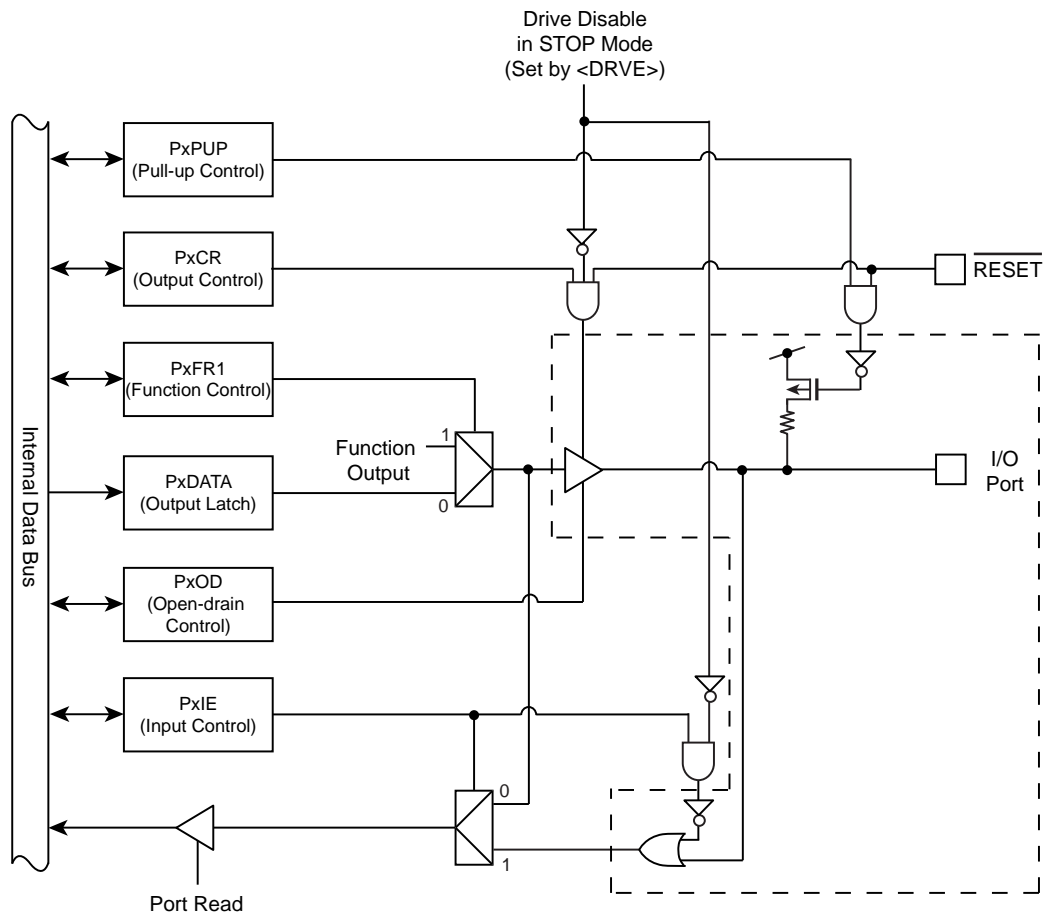 Drive Disable
in STOP Mode
(Set by <DRVE>)
PxPUP
(Pull-up Control)
PxCR
(Output Control)
RESET
PxFR1
(Function Control)
1
Function
Output
0
PxDATA
(Output Latch)
I/O
Port
Internal Data Bus
PxOD
(Open-drain
Control)
PxIE
(Input Control)
0
1
Port Read